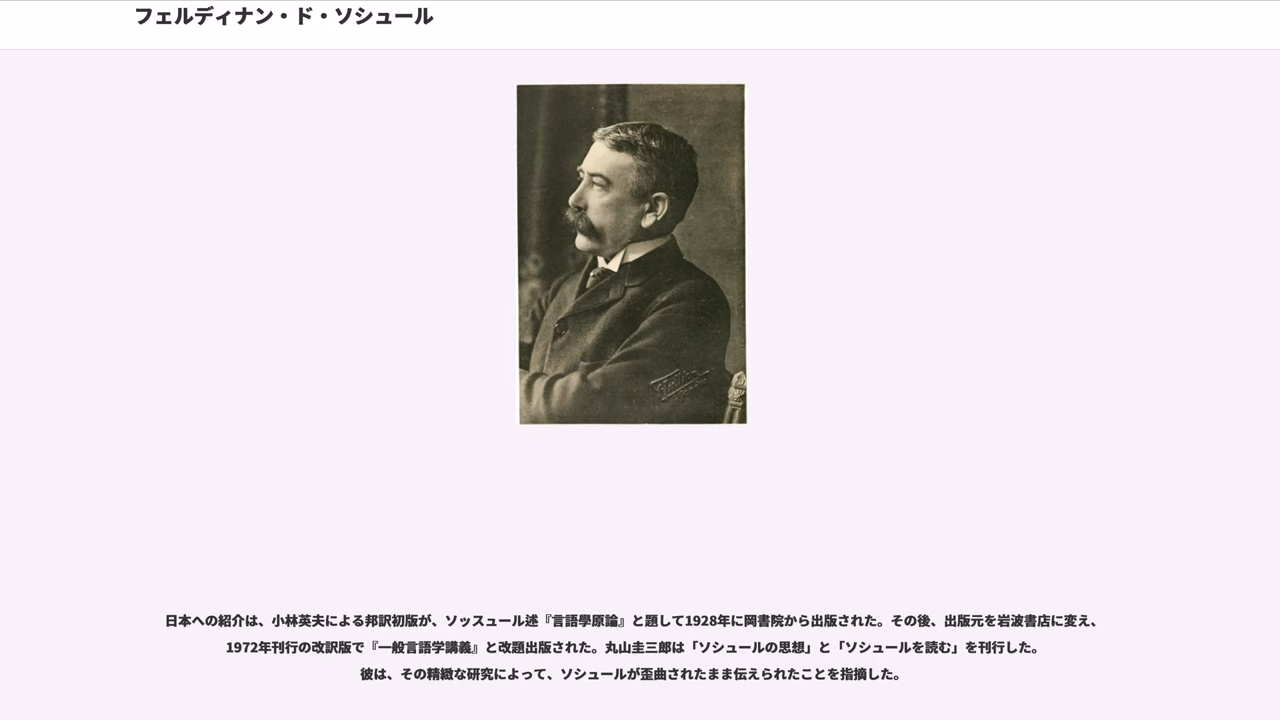 フェルディナン・ド・ソシュール
日本への紹介は、小林英夫による邦訳初版が、ソッスュール述『言語學原論』と題して1928年に岡書院から出版された。その後、出版元を岩波書店に変え、
1972年刊行の改訳版で『一般言語学講義』と改題出版された。丸山圭三郎は「ソシュールの思想」と「ソシュールを読む」を刊行した。
彼は、その精緻な研究によって、ソシュールが歪曲されたまま伝えられたことを指摘した。